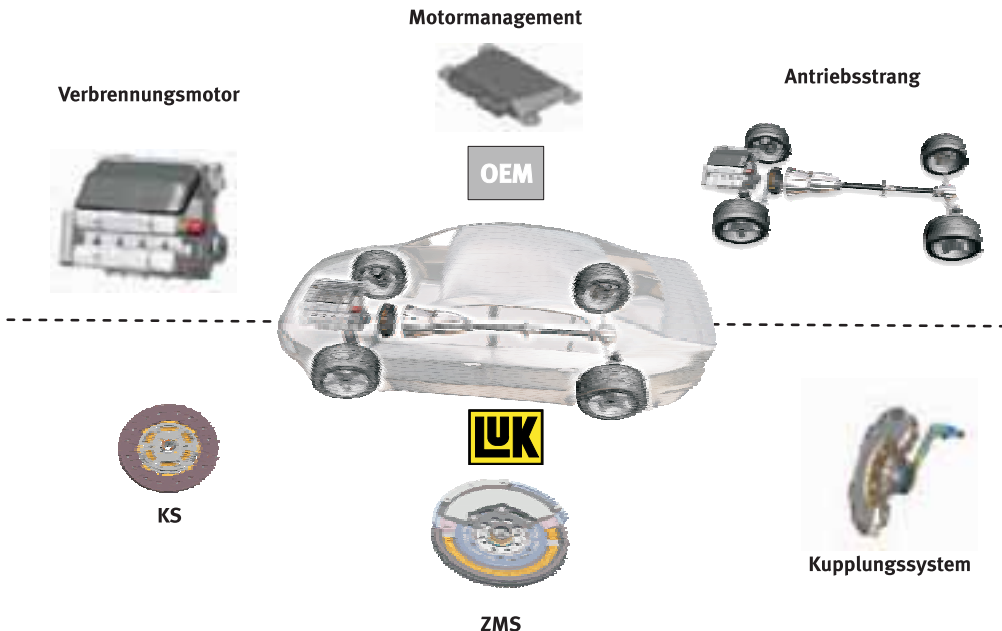 Motormanagement
Verbrennungsmotor
Antriebsstrang
OEM
LUK
KS
Kupplungssystem
ZMS